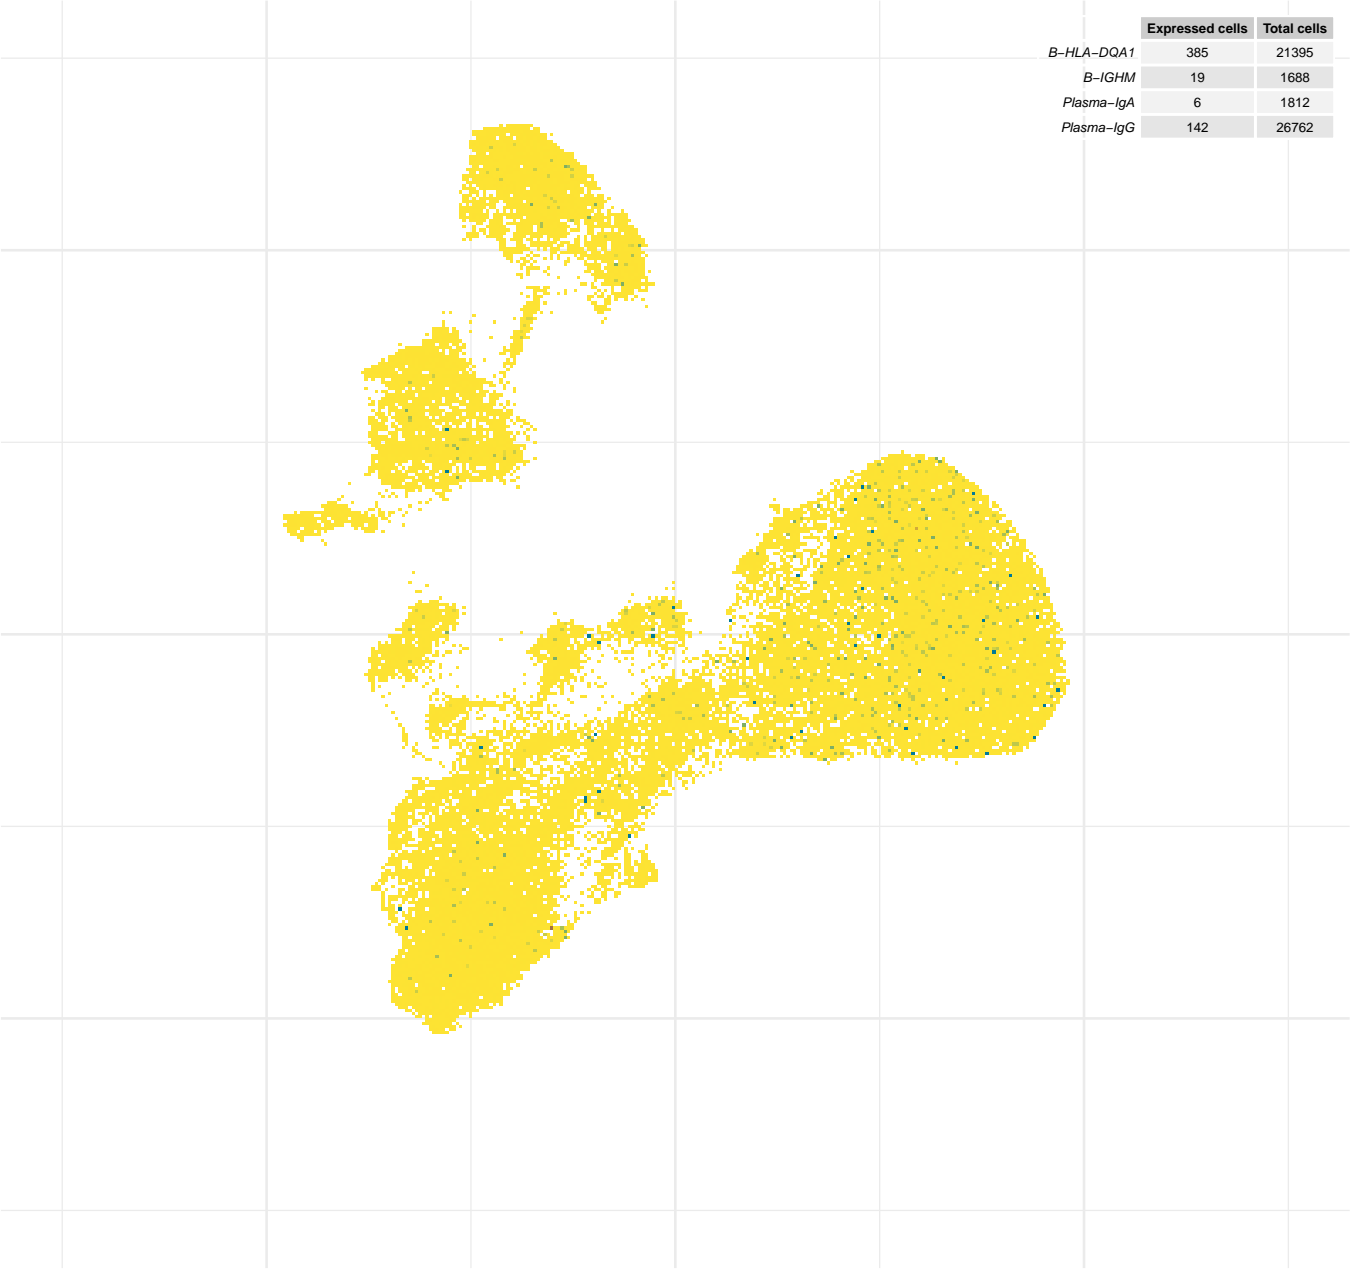 Expressed cells Total cells
B−HLA−DQA1 385 21395
B−IGHM 19 1688
Plasma−IgA 6 1812
Plasma−IgG 142 26762